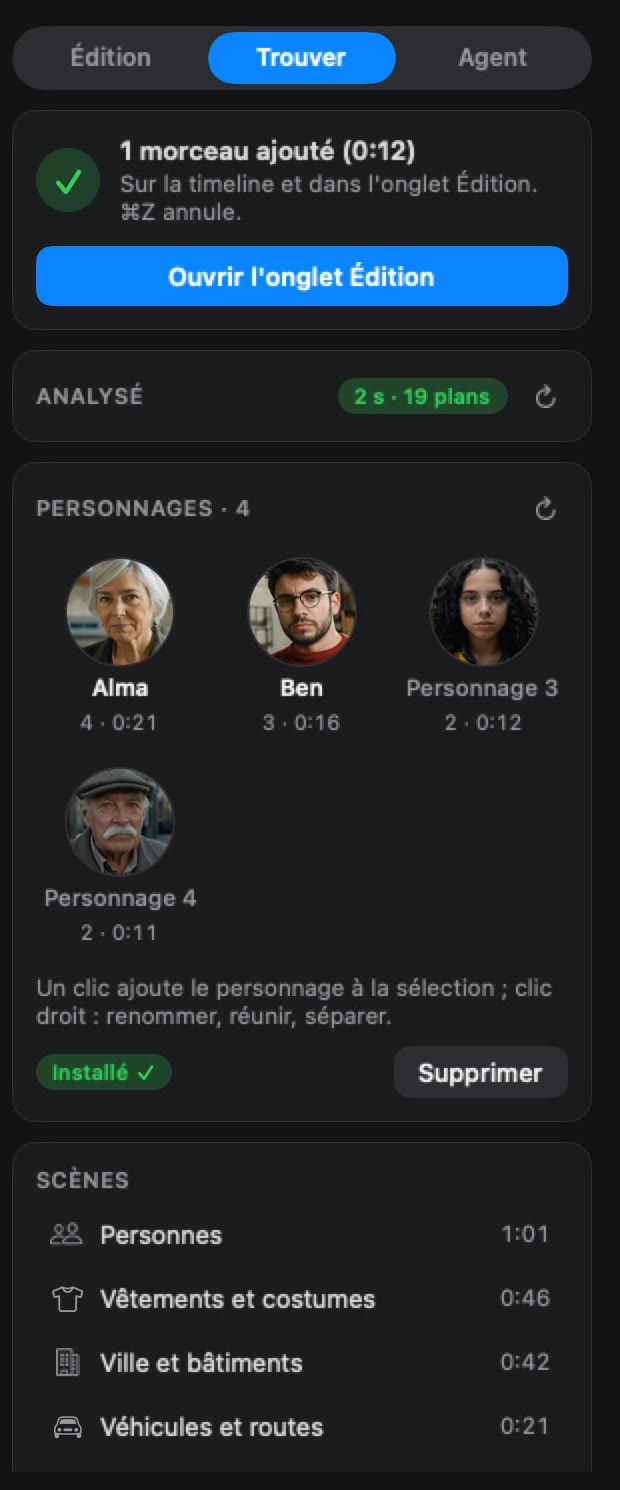 Édition
Trouver
Agent
1 morceau ajouté (0:12)
Sur la timeline et dans l'onglet Édition.
⌘Z annule.
Ouvrir l'onglet Édition
ANALYSÉ
2 s · 19 plans
PERSONNAGES · 4
Alma
4 · 0:21
Ben
3 · 0:16
Personnage 3
2 · 0:12
Personnage 4
2 · 0:11
Un clic ajoute le personnage à la sélection ; clic
droit : renommer, réunir, séparer.
Installé ✓
Supprimer
SCÈNES
Personnes 1:01
Vêtements et costumes 0:46
Ville et bâtiments 0:42
Véhicules et routes 0:21